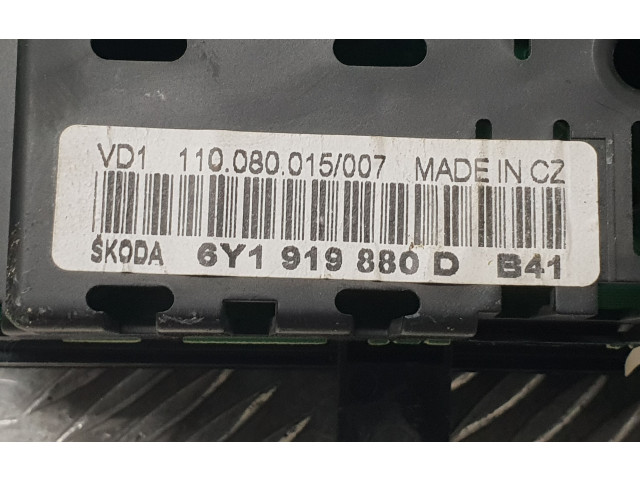 VD1 110.080.015/007 MADE IN CZ
ŠKODA 6Y1 919 880 D B41